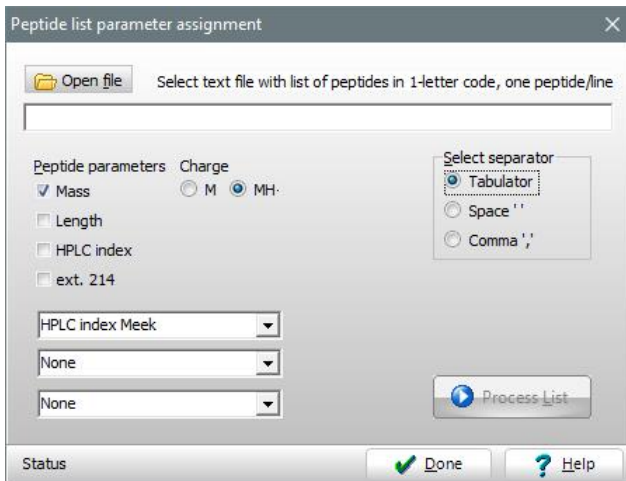 Peptide list parameter assignment
Open file Select text file with list of peptides in 1-letter code, one peptide/line
Peptide parameters Charge Select separator
Mass M MH· Tabulator
Length Space ' '
HPLC index Comma ','
ext. 214
HPLC index Meek
None
None Process List
Status Done Help